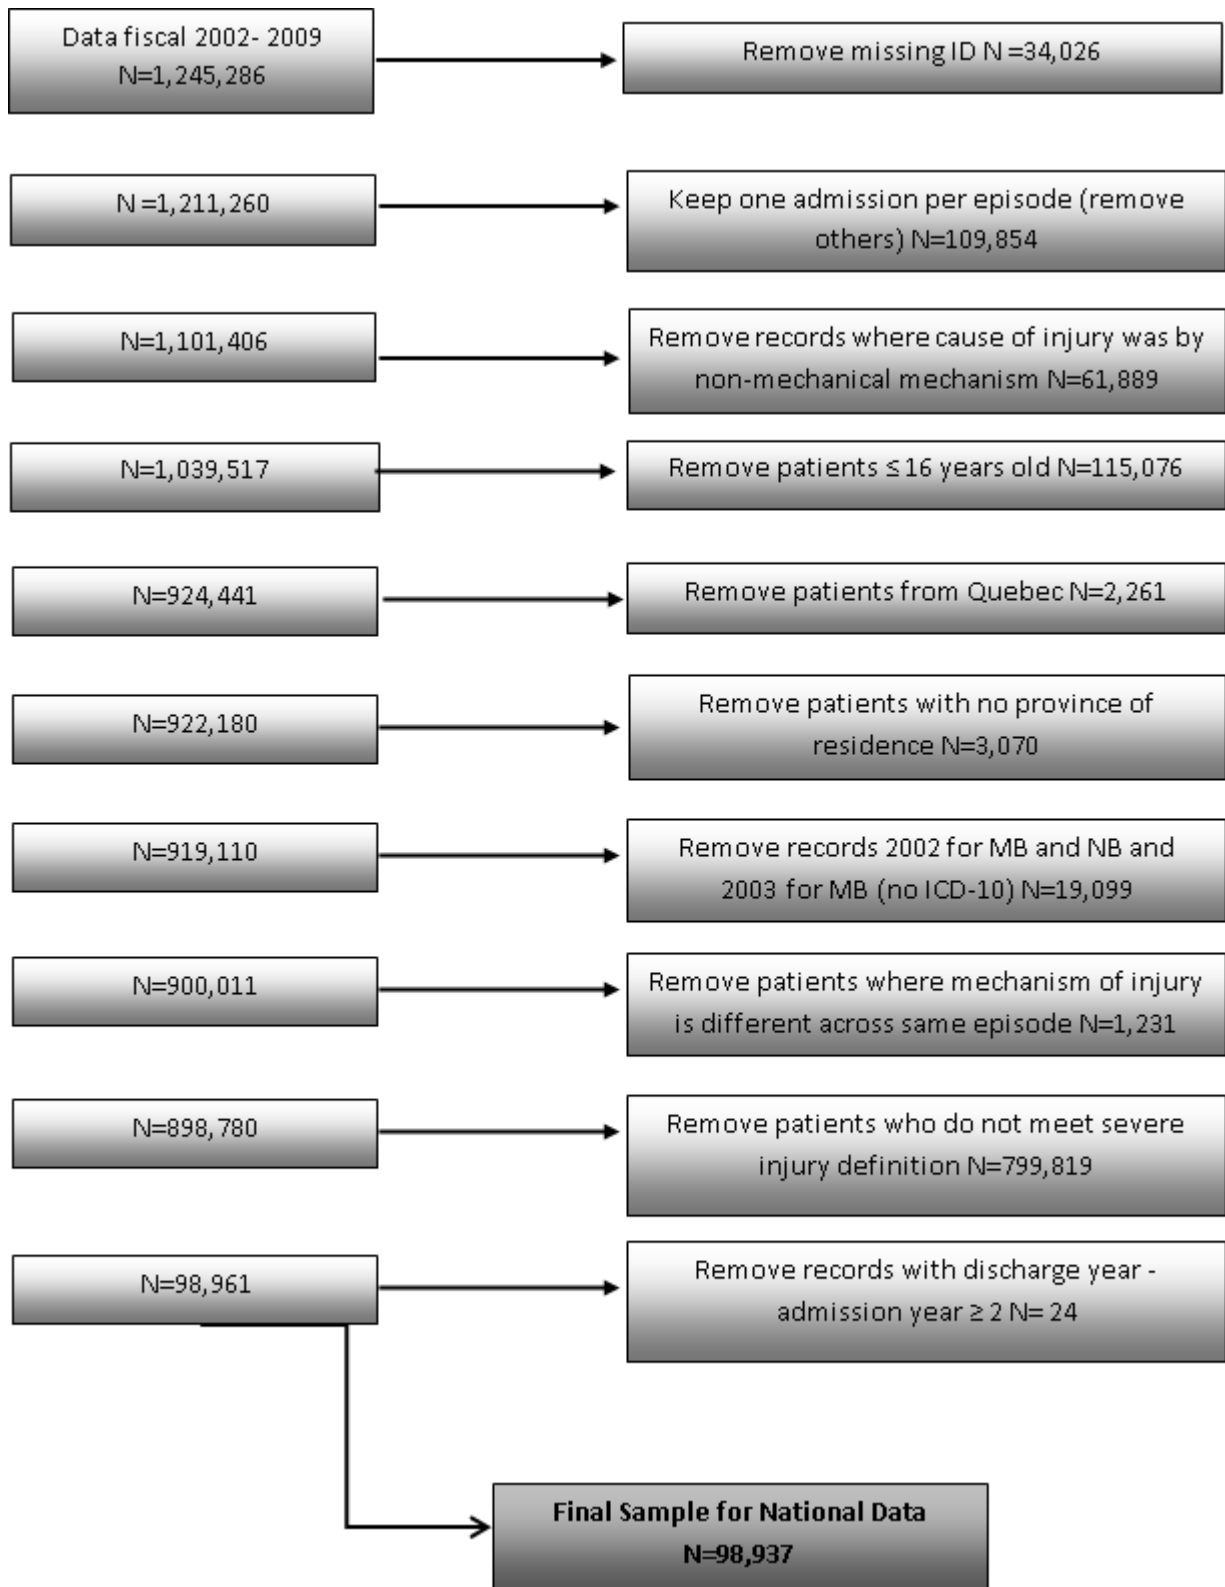 Data fiscal 2002- 2009
N=1,245,286
Remove missing ID N =34,026
N =1,211,260
Keep one admission per episode (remove
others) N=109,854
N=1,101,406
Remove records where cause of injury was by
non-mechanical mechanism N=61,889
N=1,039,517
Remove patients ≤ 16 years old N=115,076
N=924,441
Remove patients from Quebec N=2,261
N=922,180
Remove patients with no province of
residence N=3,070
N=919,110
Remove records 2002 for MB and NB and
2003 for MB (no ICD-10) N=19,099
N=900,011
Remove patients where mechanism of injury
is different across same episode N=1,231
N=898,780
Remove patients who do not meet severe
injury definition N=799,819
N=98,961
Remove records with discharge year -
admission year ≥ 2 N= 24
Final Sample for National Data
N=98,937